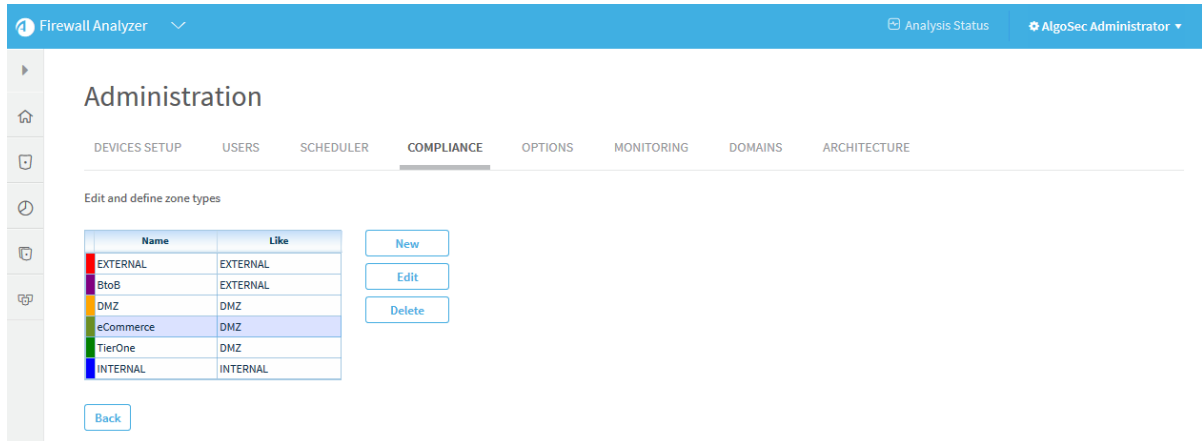 Firewall Analyzer
Analysis Status
AlgoSec Administrator
Administration
DEVICES SETUP USERS SCHEDULER COMPLIANCE OPTIONS MONITORING DOMAINS ARCHITECTURE
Edit and define zone types
Name Like
EXTERNAL EXTERNAL
BtoB EXTERNAL
DMZ DMZ
eCommerce DMZ
TierOne DMZ
INTERNAL INTERNAL
New
Edit
Delete
Back